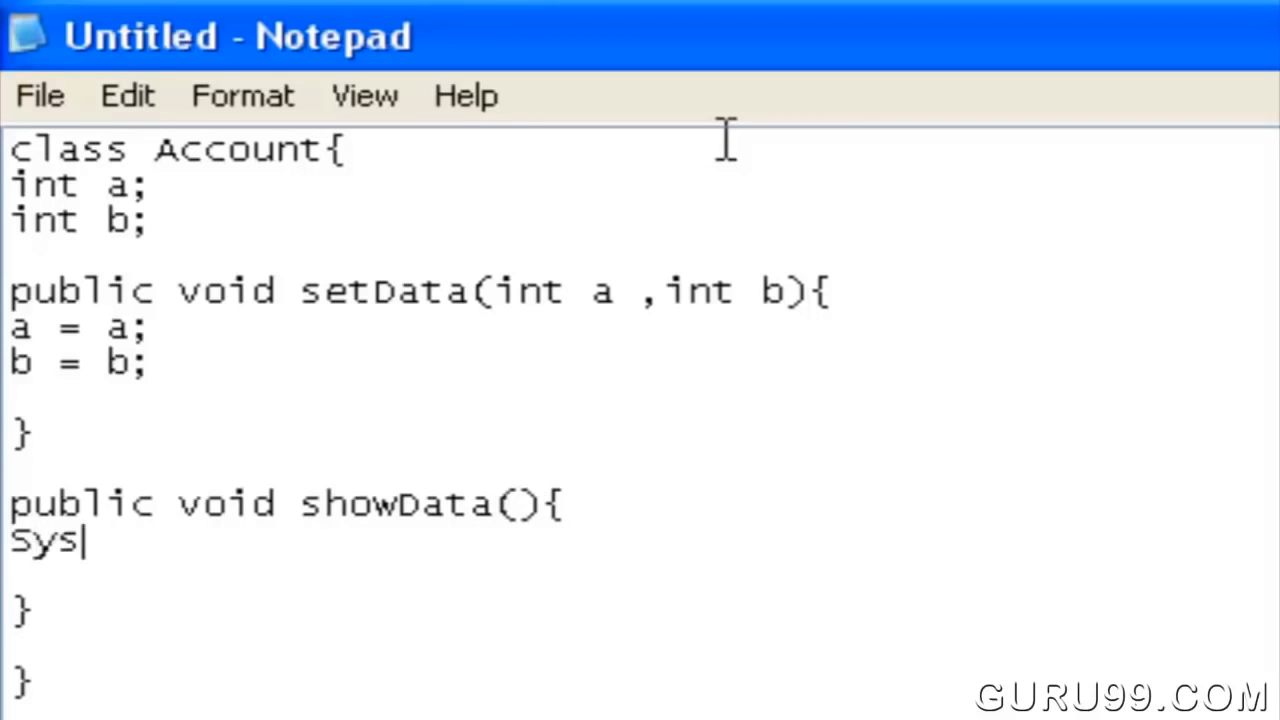 Untitled - Notepad
File Edit Format View Help
class Account{
int a;
int b;
public void setData(int a ,int b){
a = a;
b = b;
}
public void showData(){
Sys
}
}
GURU99.COM